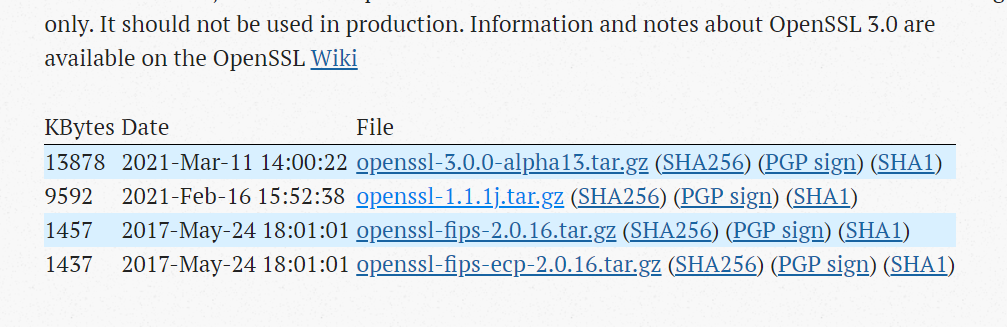 only. It should not be used in production. Information and notes about OpenSSL 3.0 are
available on the OpenSSL Wiki
KBytes Date File
13878 2021-Mar-11 14:00:22 openssl-3.0.0-alpha13.tar.gz (SHA256) (PGP sign) (SHA1)
9592 2021-Feb-16 15:52:38 openssl-1.1.1j.tar.gz (SHA256) (PGP sign) (SHA1)
1457 2017-May-24 18:01:01 openssl-fips-2.0.16.tar.gz (SHA256) (PGP sign) (SHA1)
1437 2017-May-24 18:01:01 openssl-fips-ecp-2.0.16.tar.gz (SHA256) (PGP sign) (SHA1)